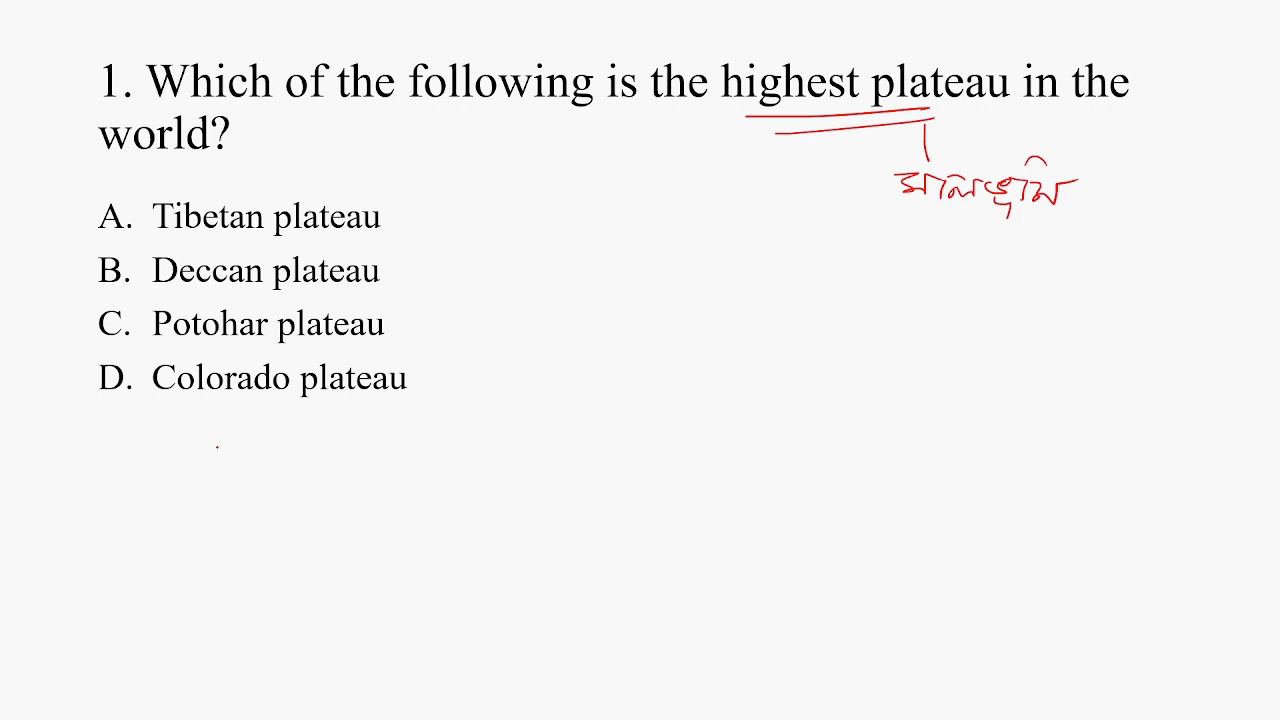 1. Which of the following is the highest plateau in the
world?
মালভূমি
A. Tibetan plateau
B. Deccan plateau
C. Potohar plateau
D. Colorado plateau